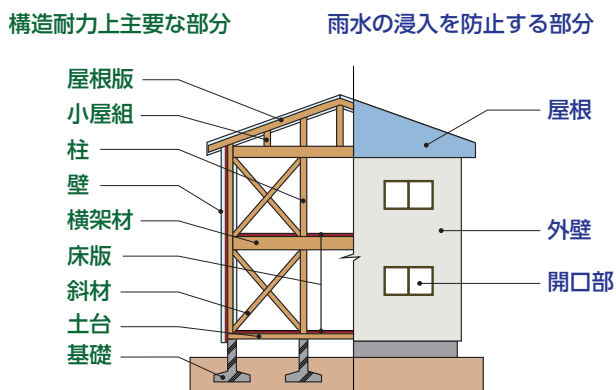 構造耐力上主要な部分
雨水の浸入を防止する部分
屋根版
小屋組
柱
壁
横架材
床版
斜材
土台
基礎
屋根
外壁
開口部